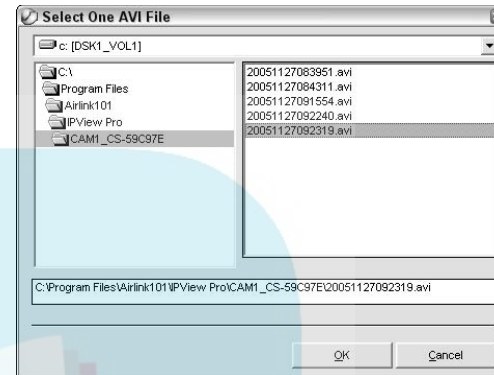 Select One AVI File
c: [DSK1_VOL1]
C:\
Program Files
Airlink101
IPView Pro
CAM1_CS-59C97E
20051127083951.avi
20051127084311.avi
20051127091554.avi
20051127092240.avi
20051127092319.avi
C:\Program Files\Airlink101\IPView Pro\CAM1_CS-59C97E\20051127092319.avi
OK
Cancel